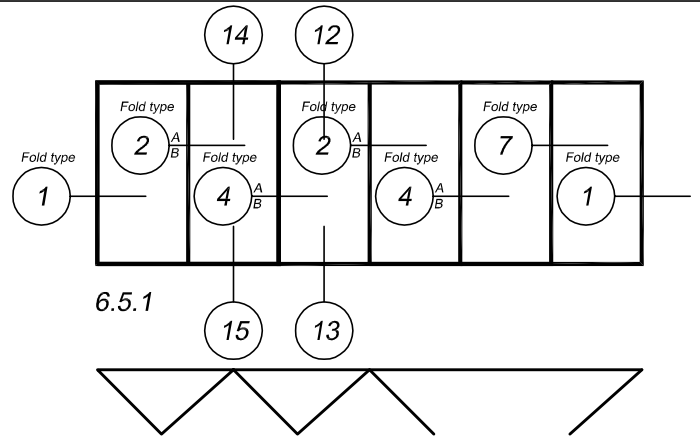 14 12
Fold type Fold type Fold type
2 A B 2 A B 7
Fold type Fold type Fold type Fold type
1 4 A B 4 A B 1
6.5.1
15 13